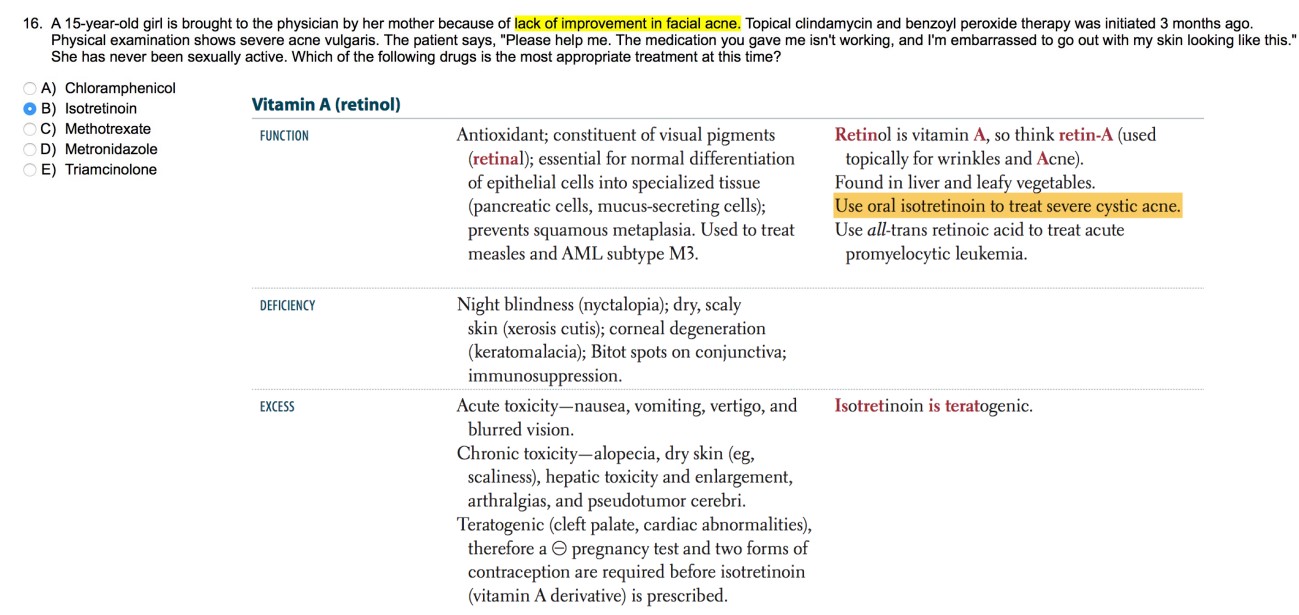 16. A 15-year-old girl is brought to the physician by her mother because of lack of improvement in facial acne. Topical clindamycin and benzoyl peroxide therapy was initiated 3 months ago.
Physical examination shows severe acne vulgaris. The patient says, "Please help me. The medication you gave me isn't working, and I'm embarrassed to go out with my skin looking like this."
She has never been sexually active. Which of the following drugs is the most appropriate treatment at this time?
A) Chloramphenicol
B) Isotretinoin
C) Methotrexate
D) Metronidazole
E) Triamcinolone
Vitamin A (retinol)
FUNCTION
Antioxidant; constituent of visual pigments
(retinal); essential for normal differentiation
of epithelial cells into specialized tissue
(pancreatic cells, mucus-secreting cells);
prevents squamous metaplasia. Used to treat
measles and AML subtype M3.
Retinol is vitamin A, so think retin-A (used
topically for wrinkles and Acne).
Found in liver and leafy vegetables.
Use oral isotretinoin to treat severe cystic acne.
Use all-trans retinoic acid to treat acute
promyelocytic leukemia.
DEFICIENCY
Night blindness (nyctalopia); dry, scaly
skin (xerosis cutis); corneal degeneration
(keratomalacia); Bitot spots on conjunctiva;
immunosuppression.
EXCESS
Acute toxicity—nausea, vomiting, vertigo, and
blurred vision.
Chronic toxicity—alopecia, dry skin (eg,
scaliness), hepatic toxicity and enlargement,
arthralgias, and pseudotumor cerebri.
Teratogenic (cleft palate, cardiac abnormalities),
therefore a ⊖ pregnancy test and two forms of
contraception are required before isotretinoin
(vitamin A derivative) is prescribed.
Isotretinoin is teratogenic.